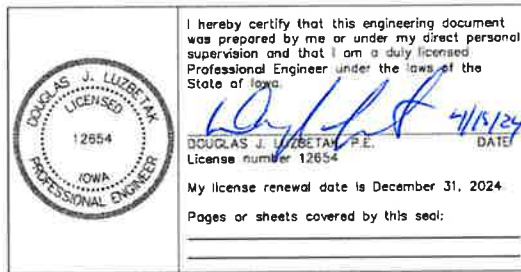 DOUGLAS J. LUZBETAK
LICENSED
12654
IOWA
PROFESSIONAL ENGINEER
I hereby certify that this engineering document
was prepared by me or under my direct personal
supervision and that I am a duly licensed
Professional Engineer under the laws of the
State of Iowa.
4/15/24
DOUGLAS J. LUZBETAK, P.E. DATE
License number 12654
My license renewal date is December 31, 2024.
Pages or sheets covered by this seal: